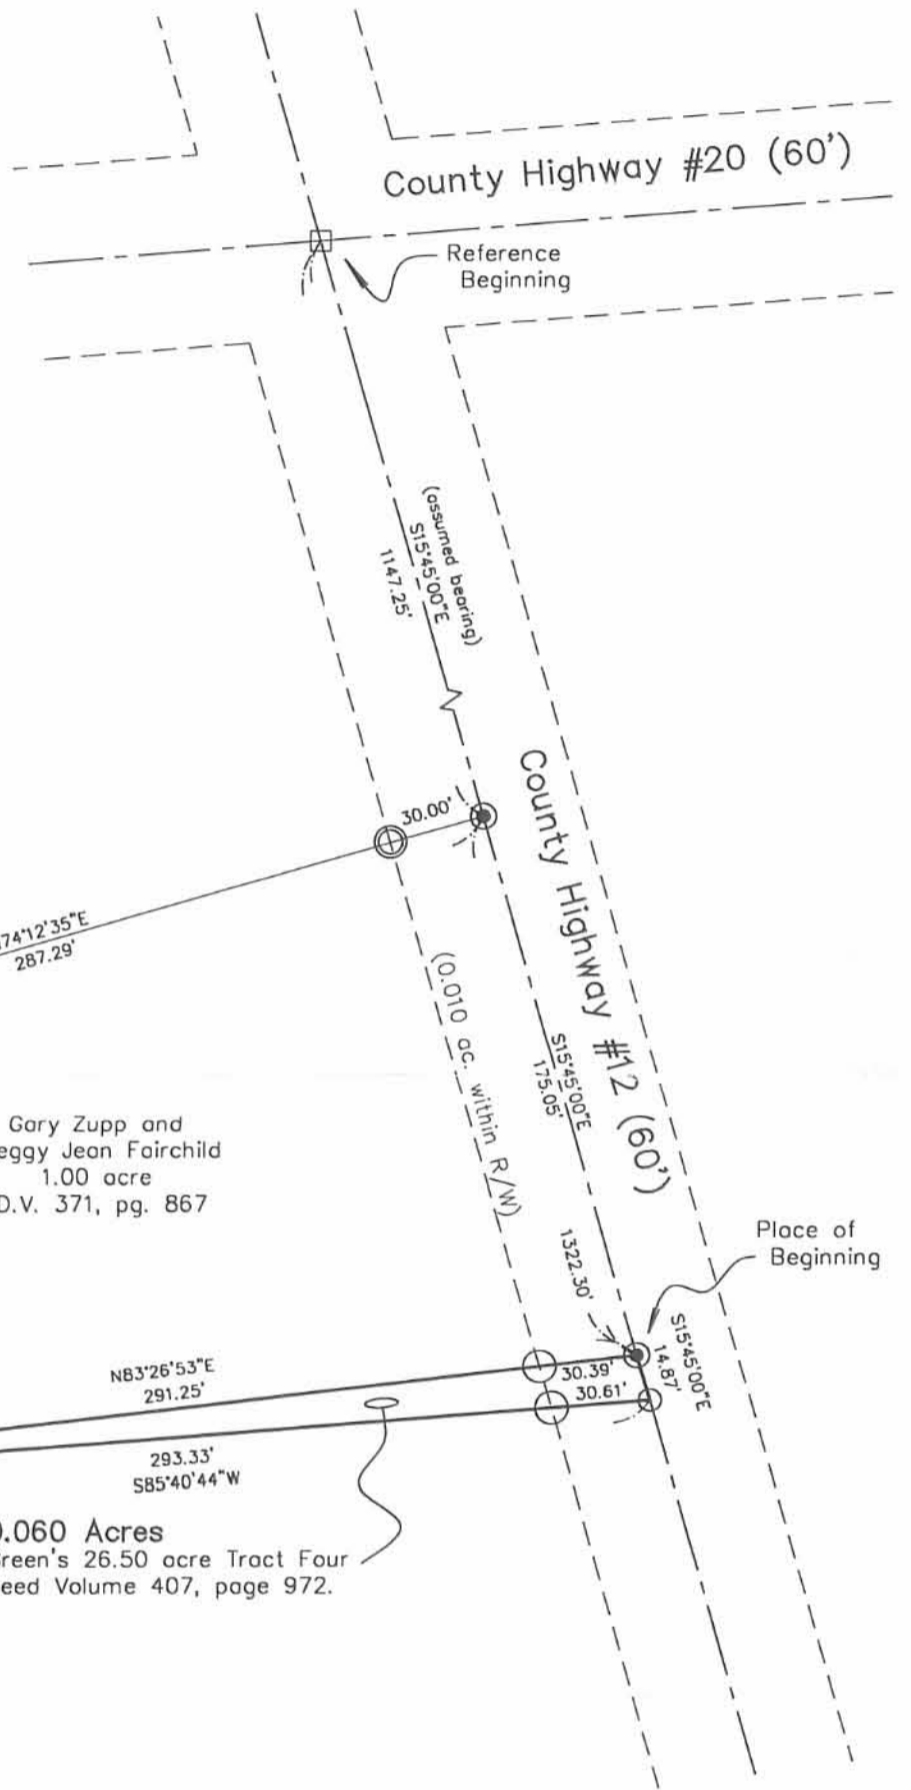 County Highway #20 (60')
Reference
Beginning
(assumed bearing)
S15°45'00"E
1147.25'
30.00'
74°12'35"E
287.29'
County Highway #12 (60')
(0.010 ac. within R/W)
S15°45'00"E
175.05'
Gary Zupp and
eggy Jean Fairchild
1.00 acre
D.V. 371, pg. 867
1322.30'
Place of
Beginning
S15°45'00"E
14.87'
N83°26'53"E
291.25'
30.39'
30.61'
293.33'
S85°40'44"W
0.060 Acres
reen's 26.50 acre Tract Four
eed Volume 407, page 972.